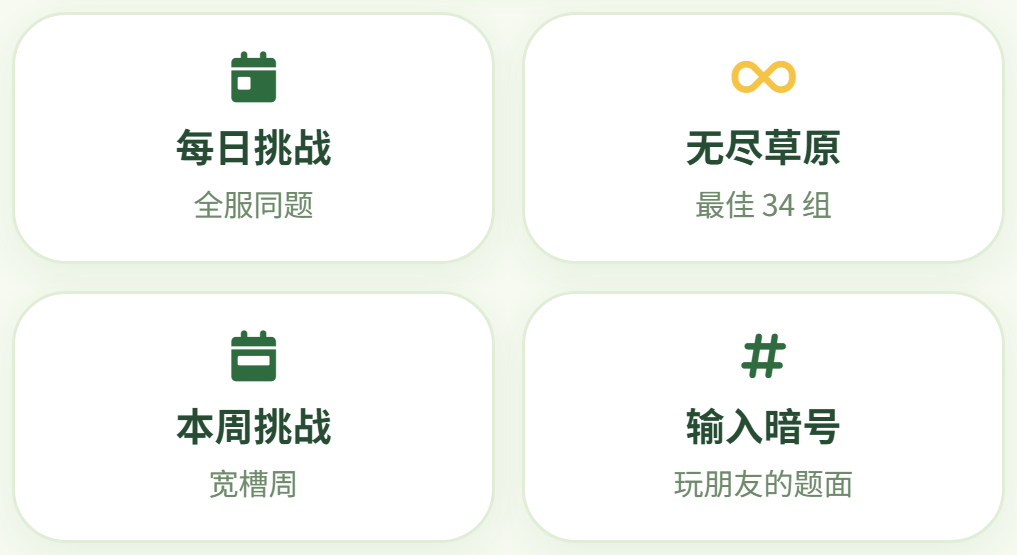 每日挑战
全服同题
无尽草原
最佳 34 组
本周挑战
宽槽周
输入暗号
玩朋友的题面